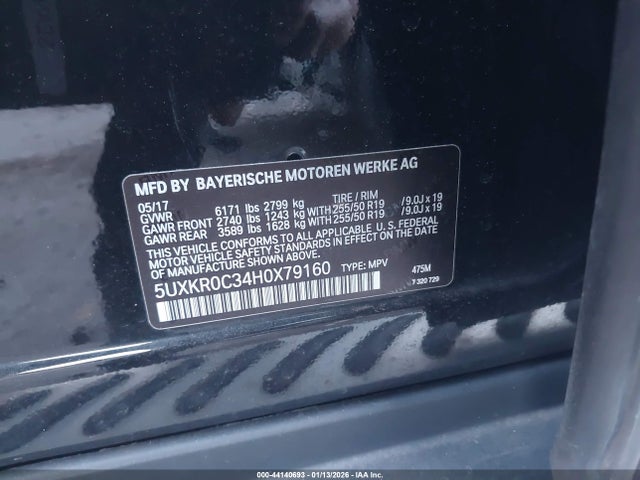 MFD BY BAYERISCHE MOTOREN WERKE AG
05/17 TIRE / RIM
GVWR 6171 lbs 2799 kg
GAWR FRONT 2740 lbs 1243 kg WITH 255/50 R19 /9.0J x 19
GAWR REAR 3589 lbs 1628 kg WITH 255/50 R19 /9.0J x 19
THIS VEHICLE CONFORMS TO ALL APPLICABLE U.S. FEDERAL
MOTOR VEHICLE SAFETY STANDARDS IN EFFECT ON THE DATE
OF MANUFACTURE SHOWN ABOVE.
5UXKR0C34H0X79160 TYPE: MPV 475M
7 320 729
000-44140693 - 01/13/2026 - IAA Inc.